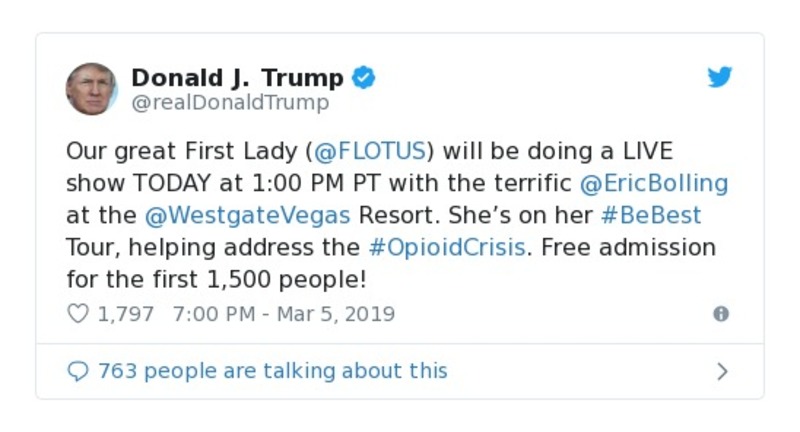 Donald J. Trump
@realDonaldTrump
Our great First Lady (@FLOTUS) will be doing a LIVE
show TODAY at 1:00 PM PT with the terrific @EricBolling
at the @WestgateVegas Resort. She’s on her #BeBest
Tour, helping address the #OpioidCrisis. Free admission
for the first 1,500 people!
1,797 7:00 PM - Mar 5, 2019
763 people are talking about this